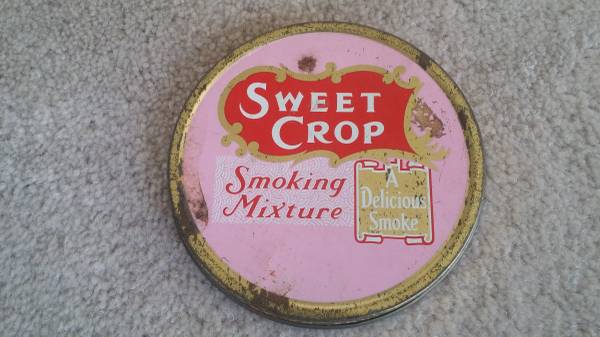 SWEET
CROP
Smoking
Mixture
A
Delicious
Smoke